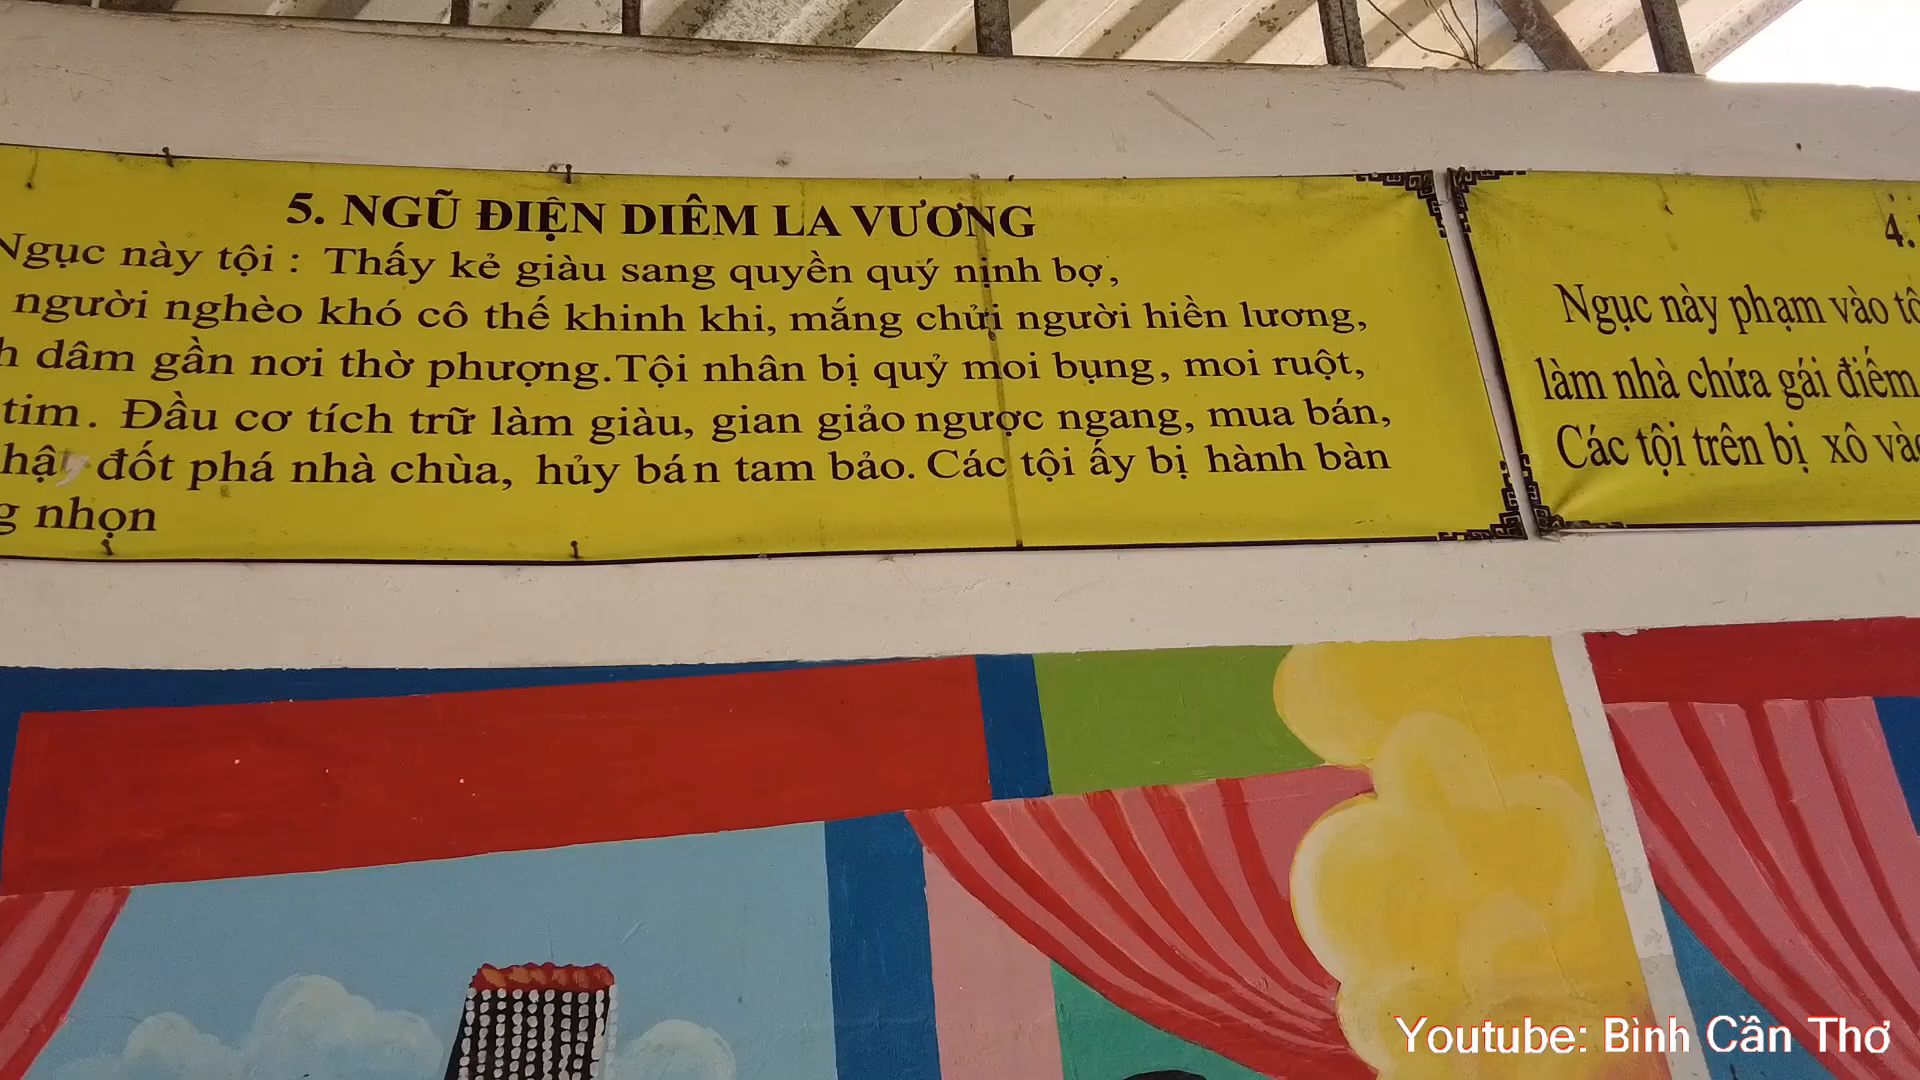 5. NGŨ ĐIỆN DIÊM LA VƯƠNG
Ngục này tội : Thấy kẻ giàu sang quyền quý nịnh bợ,
người nghèo khó cô thế khinh khi, mắng chửi người hiền lương,
dâm gần nơi thờ phượng.Tội nhân bị quỷ moi bụng, moi ruột,
tim. Đầu cơ tích trữ làm giàu, gian giảo ngược ngang, mua bán,
đốt phá nhà chùa, hủy bán tam bảo. Các tội ấy bị hành bàn
nhọn
4.
Ngục này phạm vào
làm nhà chứa gái điếm
Các tội trên bị xô
Youtube: Bình Cần Thơ